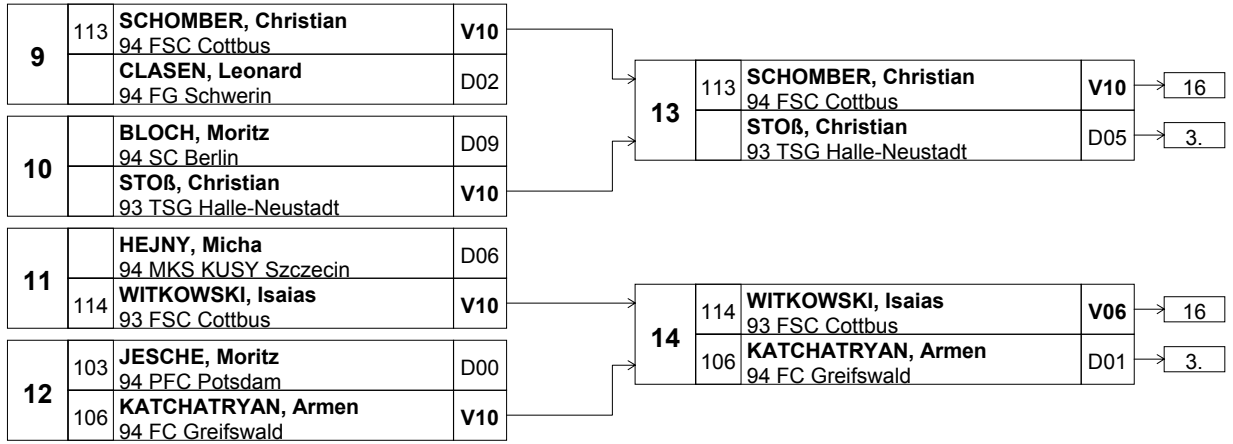 9
113 SCHOMBER, Christian V10
94 FSC Cottbus
CLASEN, Leonard D02
94 FG Schwerin
10
BLOCH, Moritz D09
94 SC Berlin
STOß, Christian V10
93 TSG Halle-Neustadt
11
HEJNY, Micha D06
94 MKS KUSY Szczecin
114 WITKOWSKI, Isaias V10
93 FSC Cottbus
12
103 JESCHE, Moritz D00
94 PFC Potsdam
106 KATCHATRYAN, Armen V10
94 FC Greifswald
13
113 SCHOMBER, Christian V10 16
94 FSC Cottbus
STOß, Christian D05 3.
93 TSG Halle-Neustadt
14
114 WITKOWSKI, Isaias V06 16
93 FSC Cottbus
106 KATCHATRYAN, Armen D01 3.
94 FC Greifswald